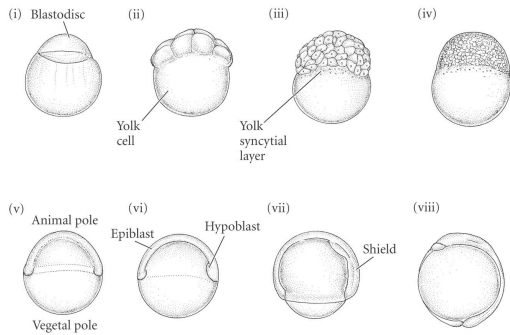 (i) Blastodisc
(ii)
(iii)
(iv)
Yolk
cell
Yolk
syncytial
layer
(v)
Animal pole
Vegetal pole
(vi)
Epiblast
Hypoblast
(vii)
Shield
(viii)